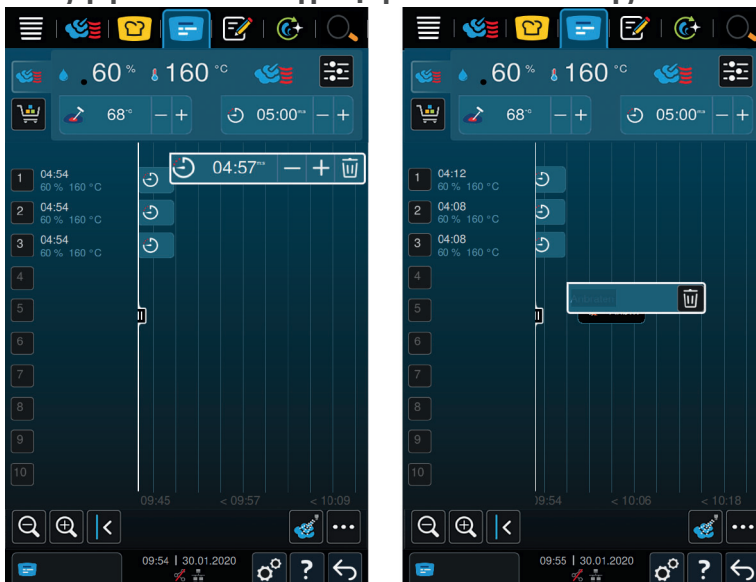 60 % 160 °C
68 °C − + 05:00 − +
04:57 − +
1 04:54
60 % 160 °C
2 04:54
60 % 160 °C
3 04:54
60 % 160 °C
4
5
6
7
8
9
10
09:45 < 09:57 < 10:09
09:54 | 30.01.2020
?
60 % 160 °C
68 °C − + 05:00 − +
1 04:12
60 % 160 °C
2 04:08
60 % 160 °C
3 04:08
60 % 160 °C
4
Anbraten
5
6
7
8
9
10
09:54 < 10:06 < 10:18
09:55 | 30.01.2020
?